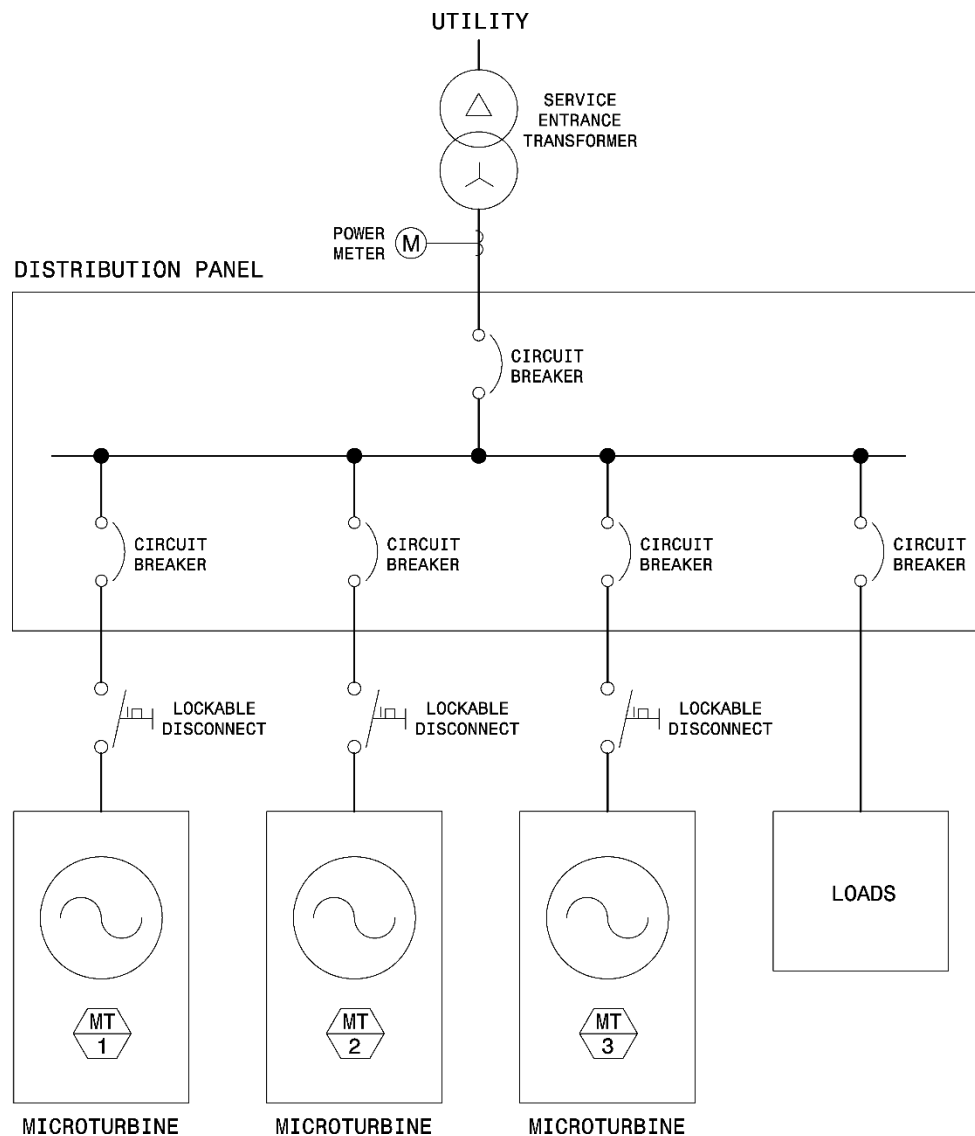 UTILITY
SERVICE
ENTRANCE
TRANSFORMER
POWER
METER
M
DISTRIBUTION PANEL
CIRCUIT
BREAKER
CIRCUIT
BREAKER
CIRCUIT
BREAKER
CIRCUIT
BREAKER
CIRCUIT
BREAKER
LOCKABLE
DISCONNECT
LOCKABLE
DISCONNECT
LOCKABLE
DISCONNECT
LOADS
MT
1
MT
2
MT
3
MICROTURBINE
MICROTURBINE
MICROTURBINE